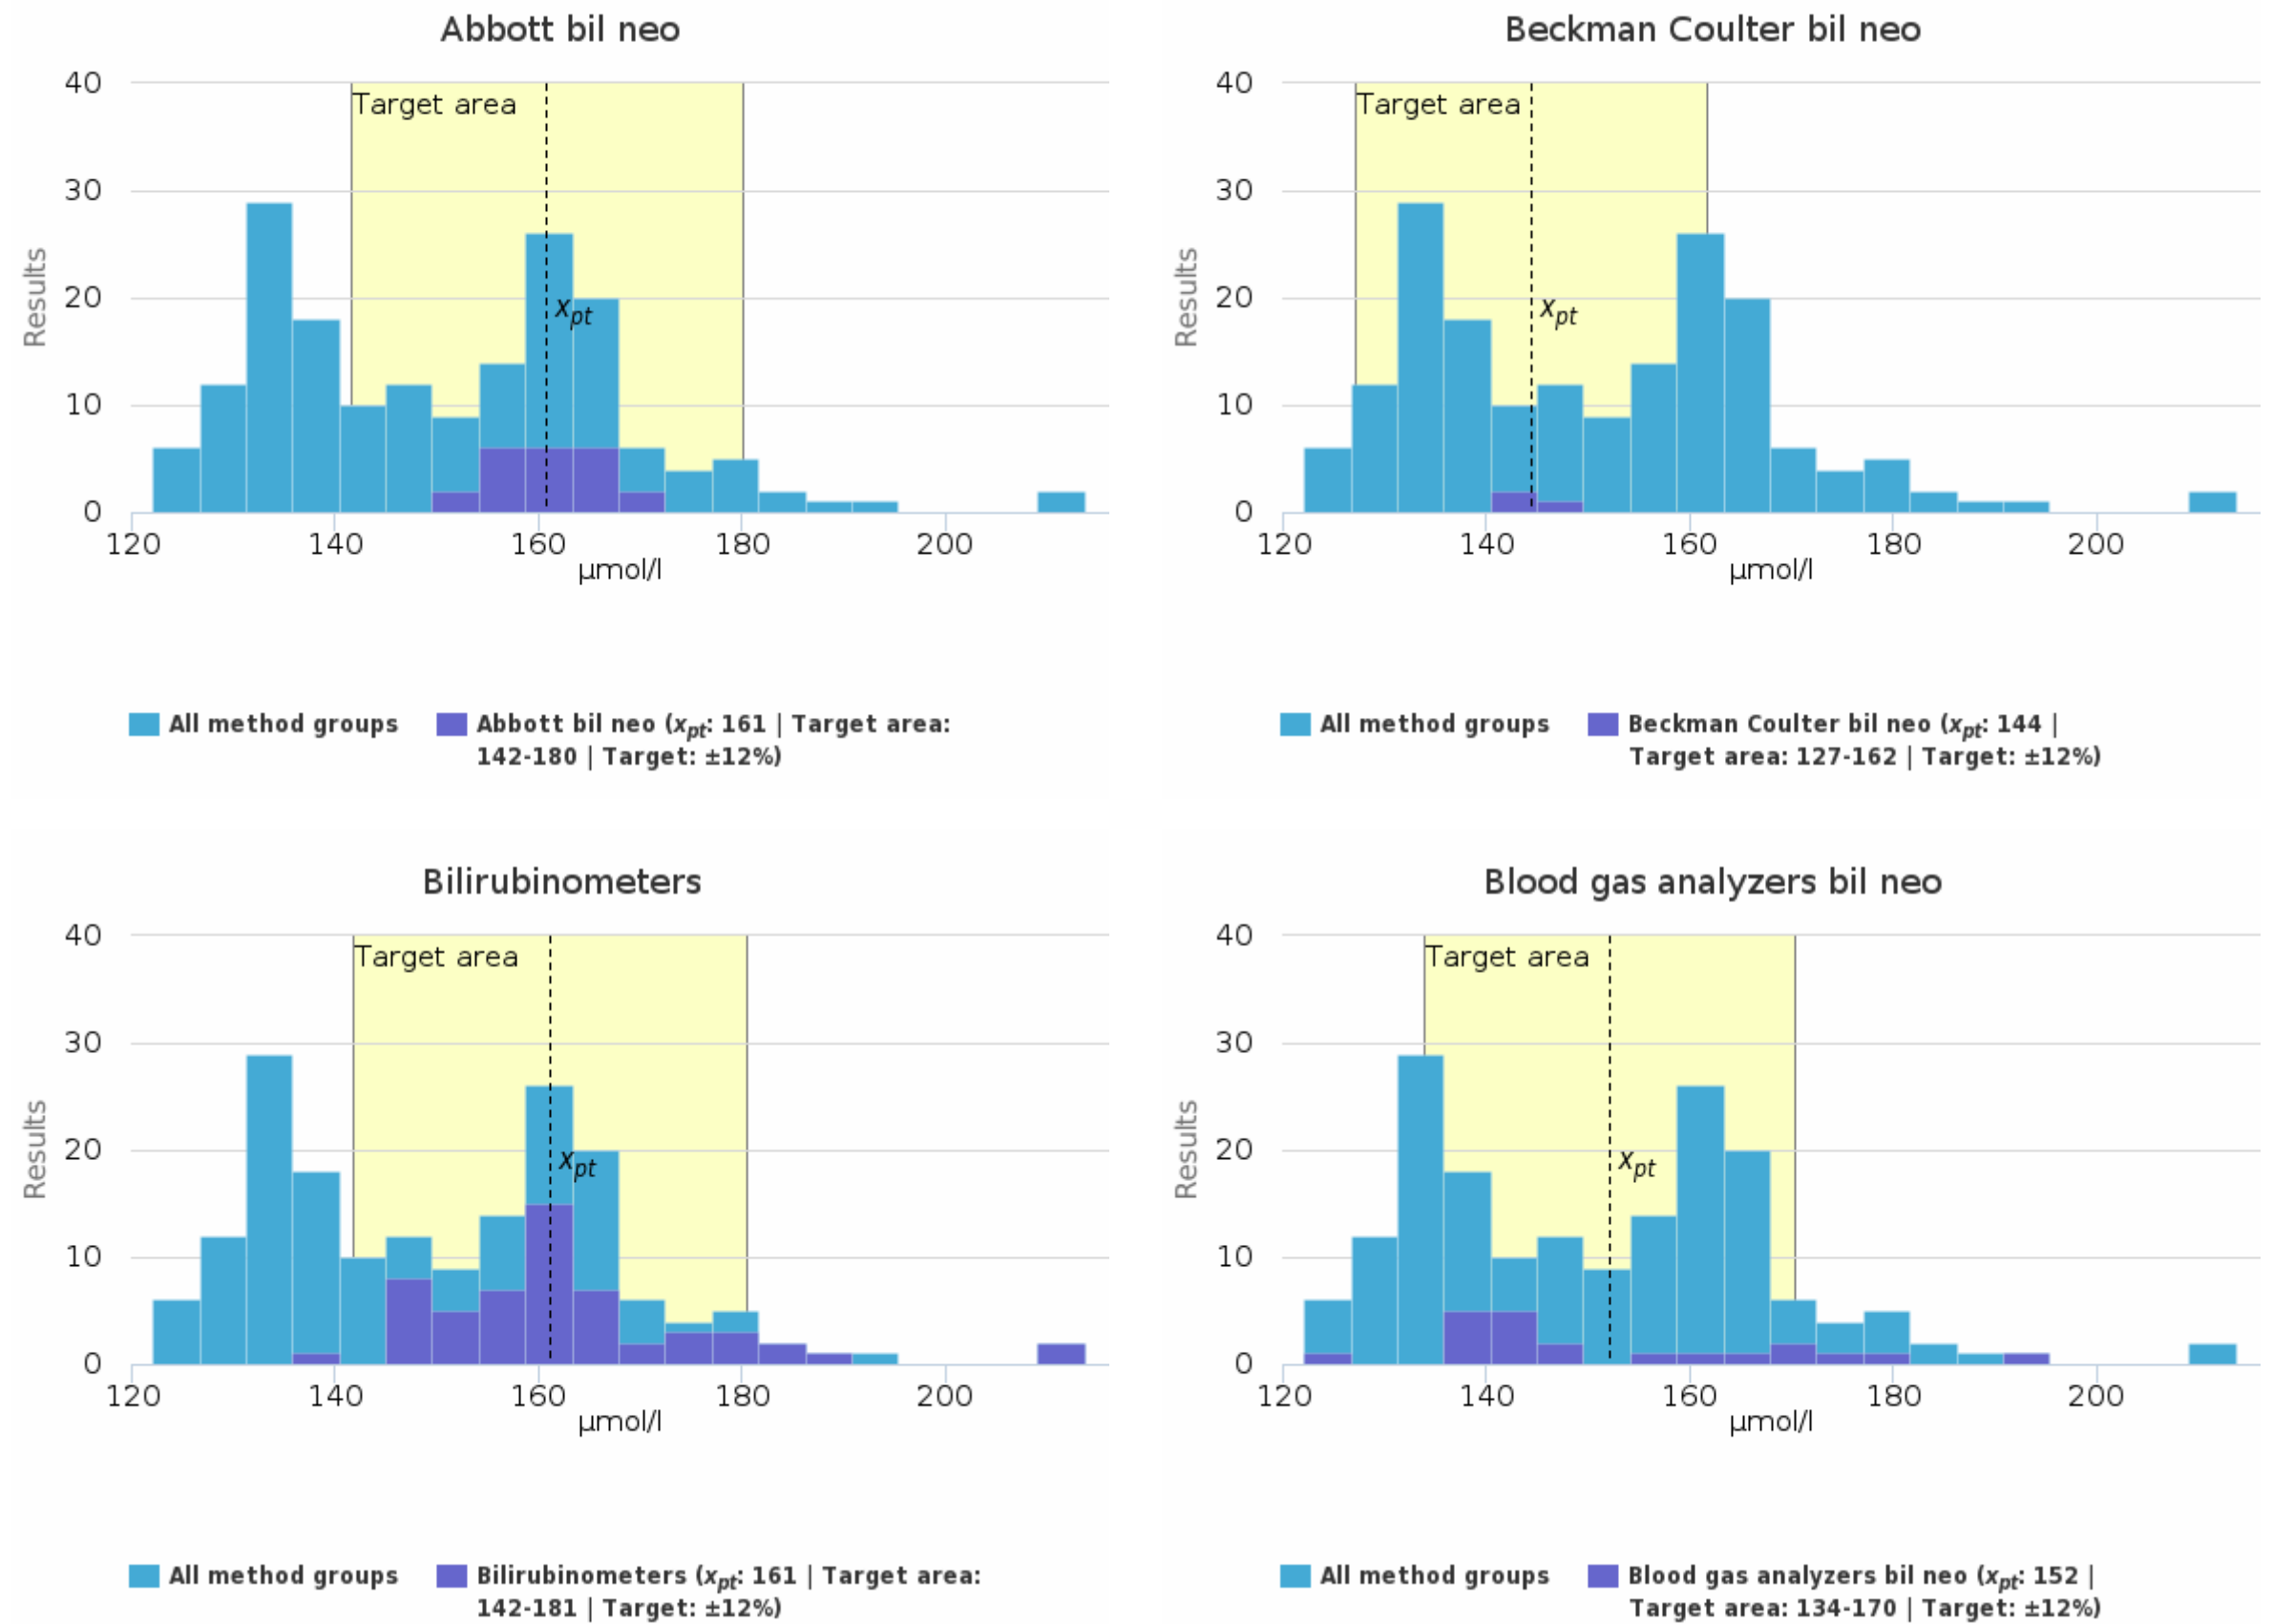 Abbott bil neo
40
Target area
30
Results
20
xpt
10
0
120 140 160 180 200
µmol/l
All method groups
Abbott bil neo (xpt: 161 | Target area:
142-180 | Target: ±12%)
Beckman Coulter bil neo
40
Target area
30
Results
20
xpt
10
0
120 140 160 180 200
µmol/l
All method groups
Beckman Coulter bil neo (xpt: 144 |
Target area: 127-162 | Target: ±12%)
Bilirubinometers
40
Target area
30
Results
20
xpt
10
0
120 140 160 180 200
µmol/l
All method groups
Bilirubinometers (xpt: 161 | Target area:
142-181 | Target: ±12%)
Blood gas analyzers bil neo
40
Target area
30
Results
20
xpt
10
0
120 140 160 180 200
µmol/l
All method groups
Blood gas analyzers bil neo (xpt: 152 |
Target area: 134-170 | Target: ±12%)